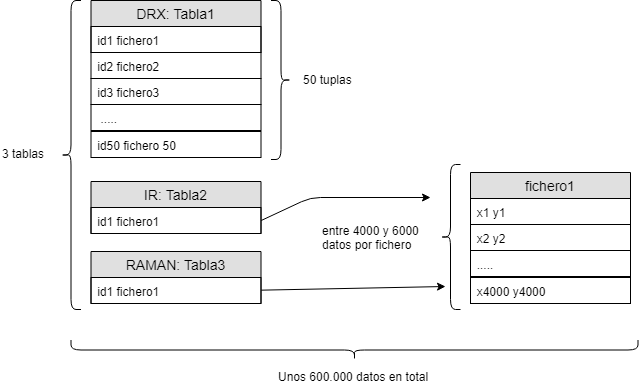 DRX: Tabla1
id1 fichero1
id2 fichero2
id3 fichero3
.....
id50 fichero 50
50 tuplas
3 tablas
IR: Tabla2
id1 fichero1
RAMAN: Tabla3
id1 fichero1
entre 4000 y 6000
datos por fichero
fichero1
x1 y1
x2 y2
.....
x4000 y4000
Unos 600.000 datos en total